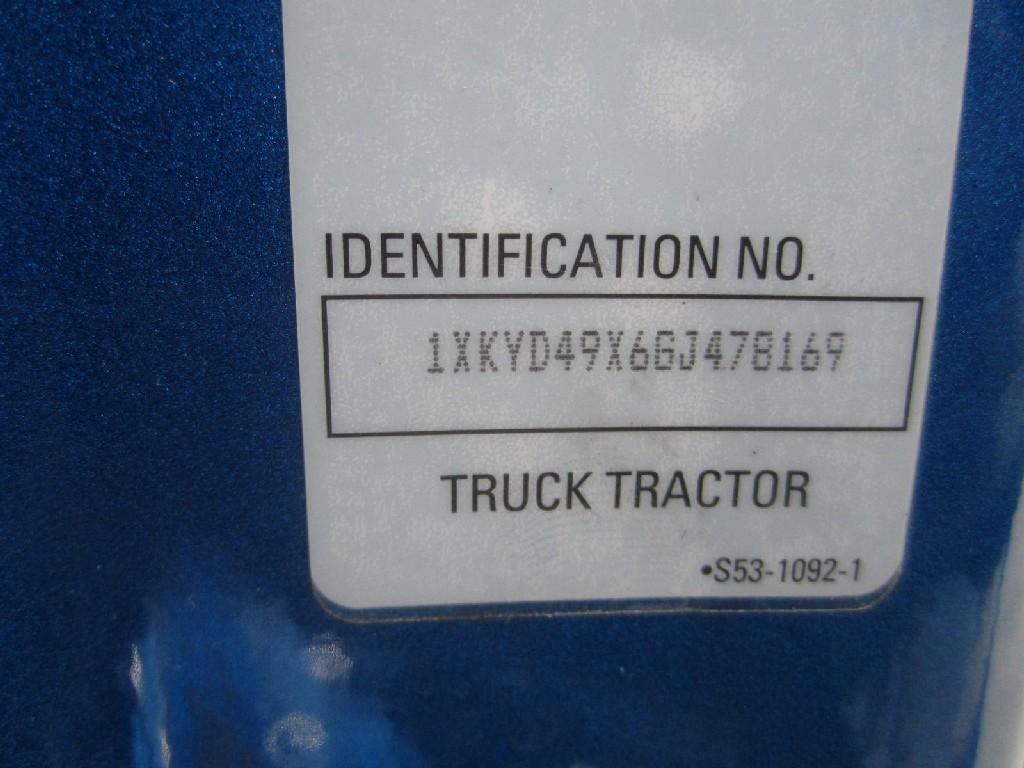 IDENTIFICATION NO.
1XKYD49X6GJ478169
TRUCK TRACTOR
•S53-1092-1